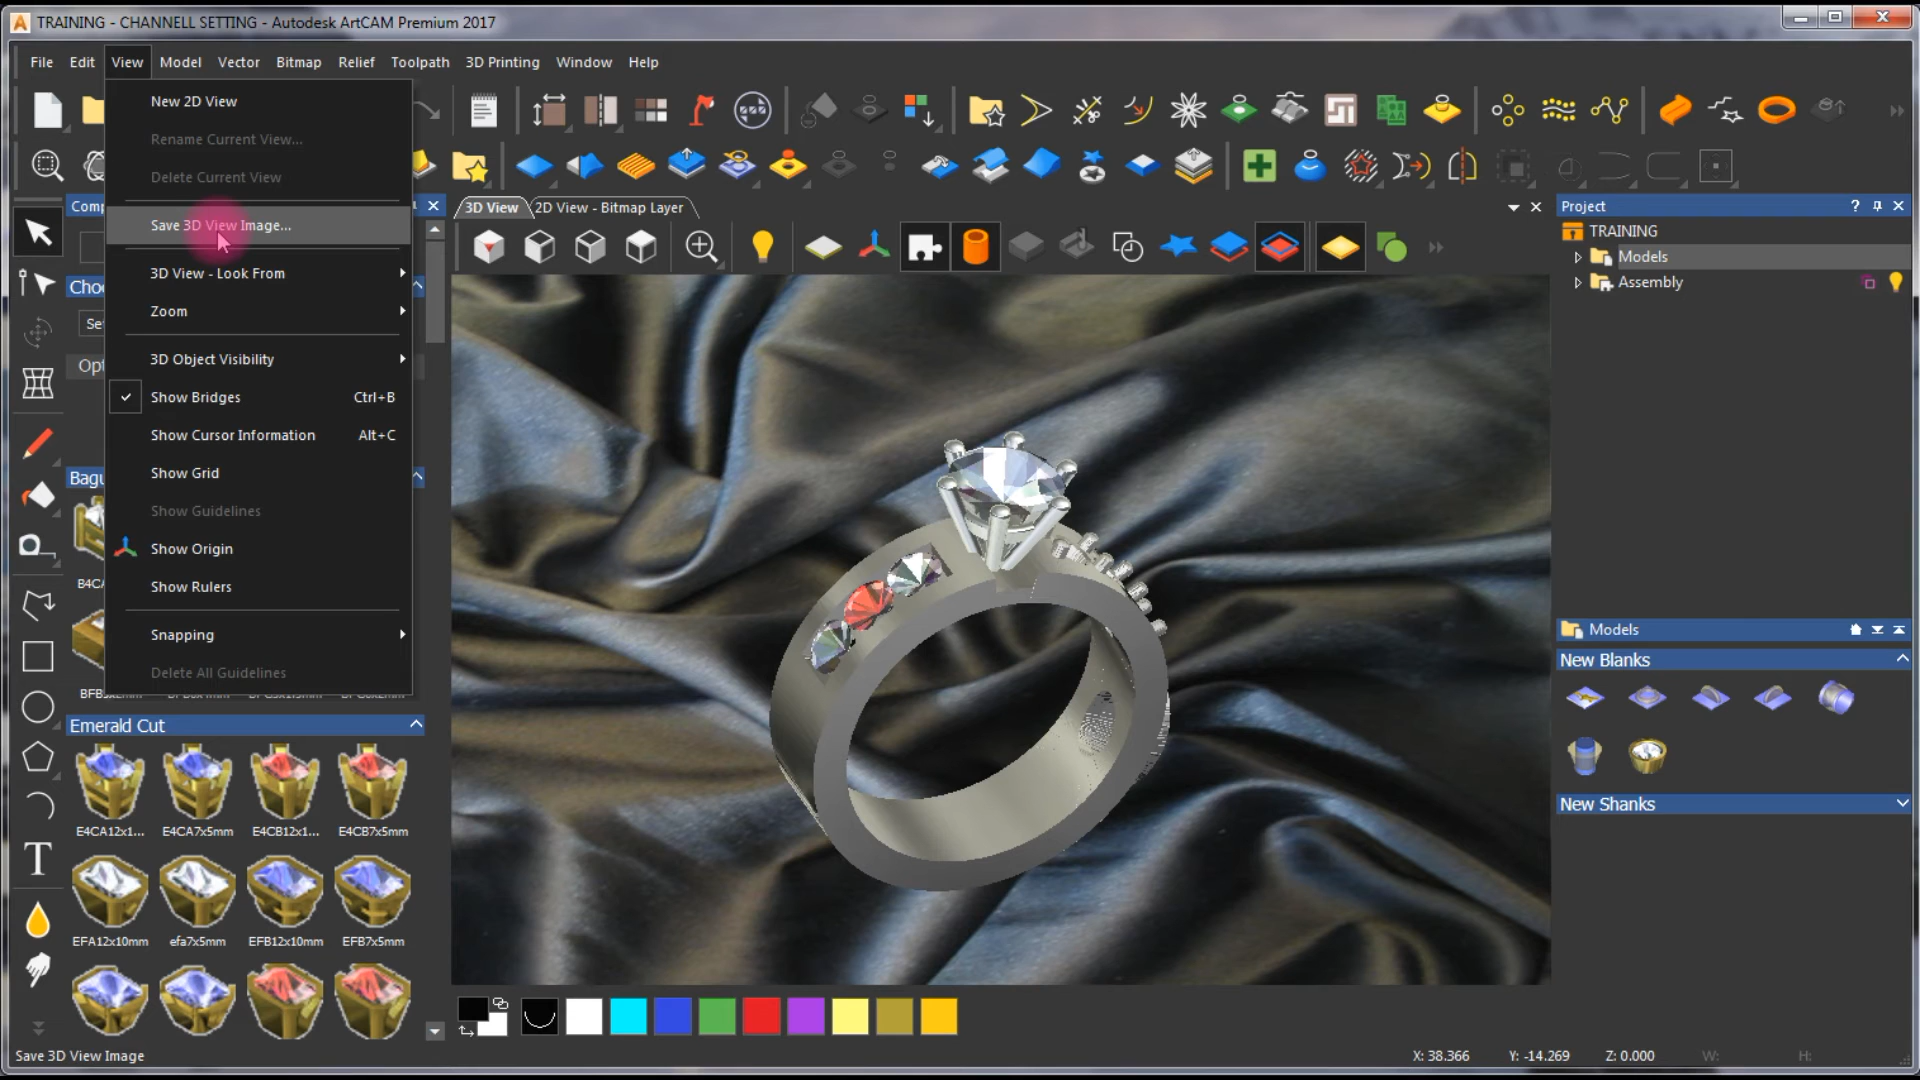 TRAINING - CHANNELL SETTING - Autodesk ArtCAM Premium 2017
File Edit View Model Vector Bitmap Relief Toolpath 3D Printing Window Help
New 2D View
Rename Current View...
Delete Current View
Save 3D View Image...
3D View - Look From
Zoom
3D Object Visibility
Show Bridges Ctrl+B
Show Cursor Information Alt+C
Show Grid
Show Guidelines
Show Origin
Show Rulers
Snapping
Delete All Guidelines
3D View 2D View - Bitmap Layer
Emerald Cut
E4CA12x1... E4CA7x5mm E4CB12x1... E4CB7x5mm
EFA12x10mm efa7x5mm EFB12x10mm EFB7x5mm
T
Project ?
TRAINING
Models
Assembly
Models
New Blanks
New Shanks
Save 3D View Image
X: 38.366 Y: -14.269 Z: 0.000 W: H: